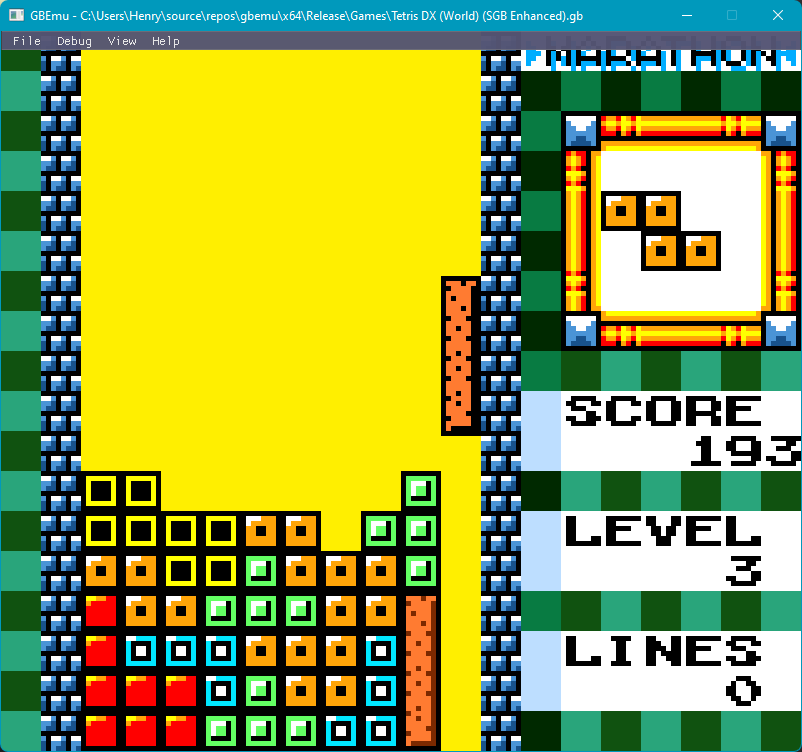 GBEmu - C:\Users\Henry\source\repos\gbemu\x64\Release\Games\Tetris DX (World) (SGB Enhanced).gb
File Debug View Help
MARATHON
SCORE
193
LEVEL
3
LINES
0